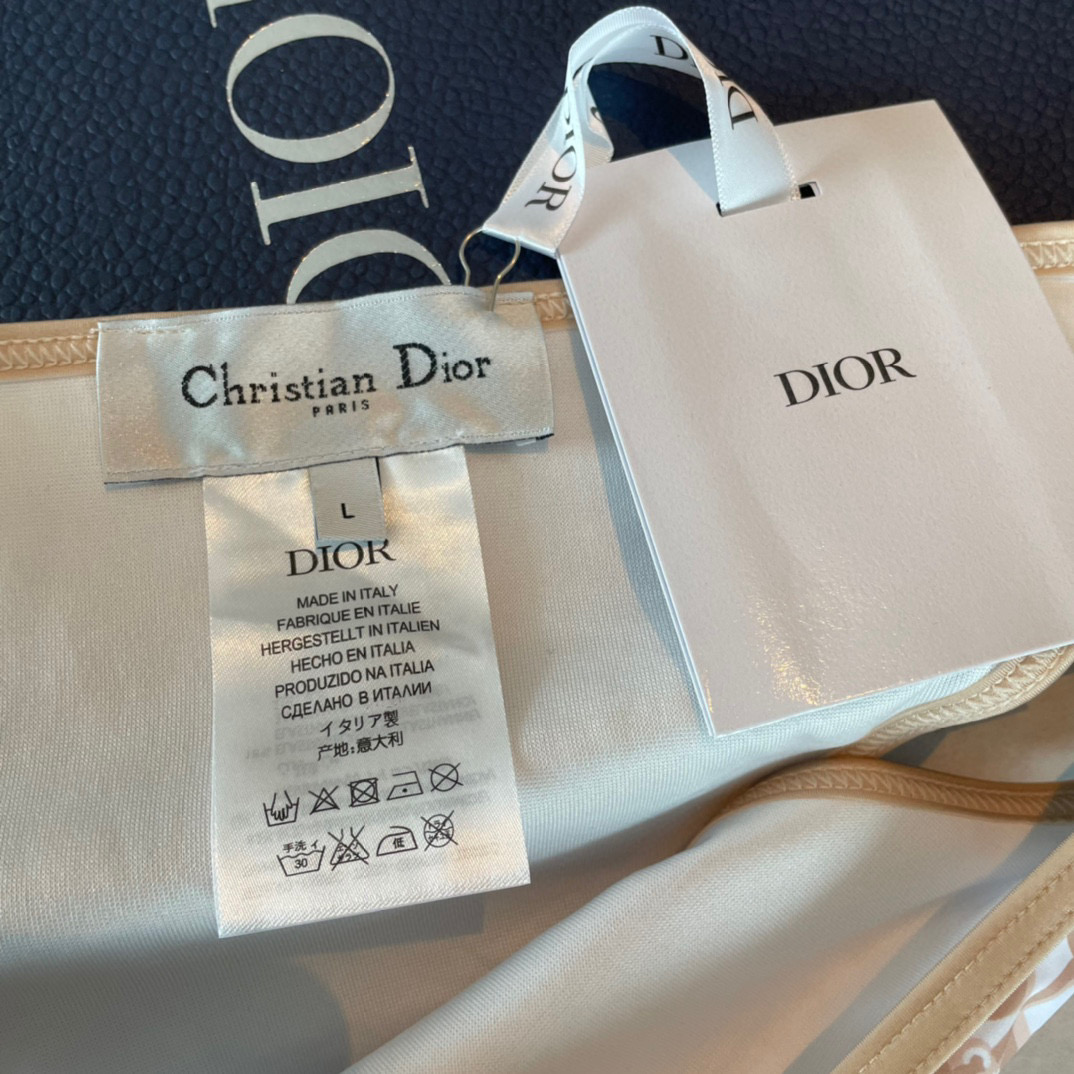 DIOR
DIOR
DIOR
DIOR
Christian Dior
PARIS
L
DIOR
MADE IN ITALY
FABRIQUE EN ITALIE
HERGESTELLT IN ITALIEN
HECHO EN ITALIA
PRODUZIDO NA ITALIA
СДЕЛАНО В ИТАЛИИ
イタリア製
产地:意大利
手洗イ
30
低